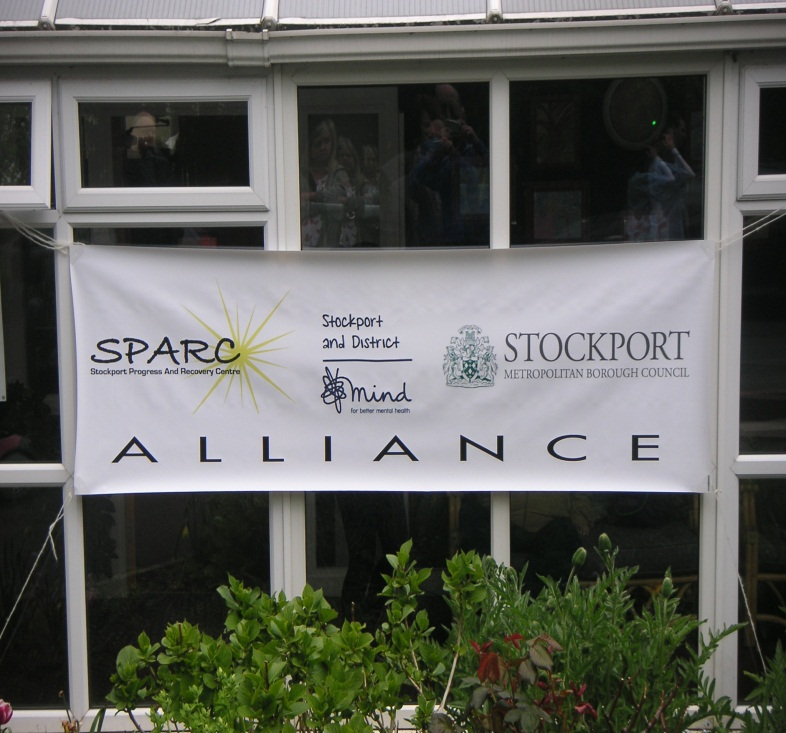 SPARC
Stockport Progress And Recovery Centre
Stockport
and District
mind
for better mental health
STOCKPORT
METROPOLITAN BOROUGH COUNCIL
ALLIANCE